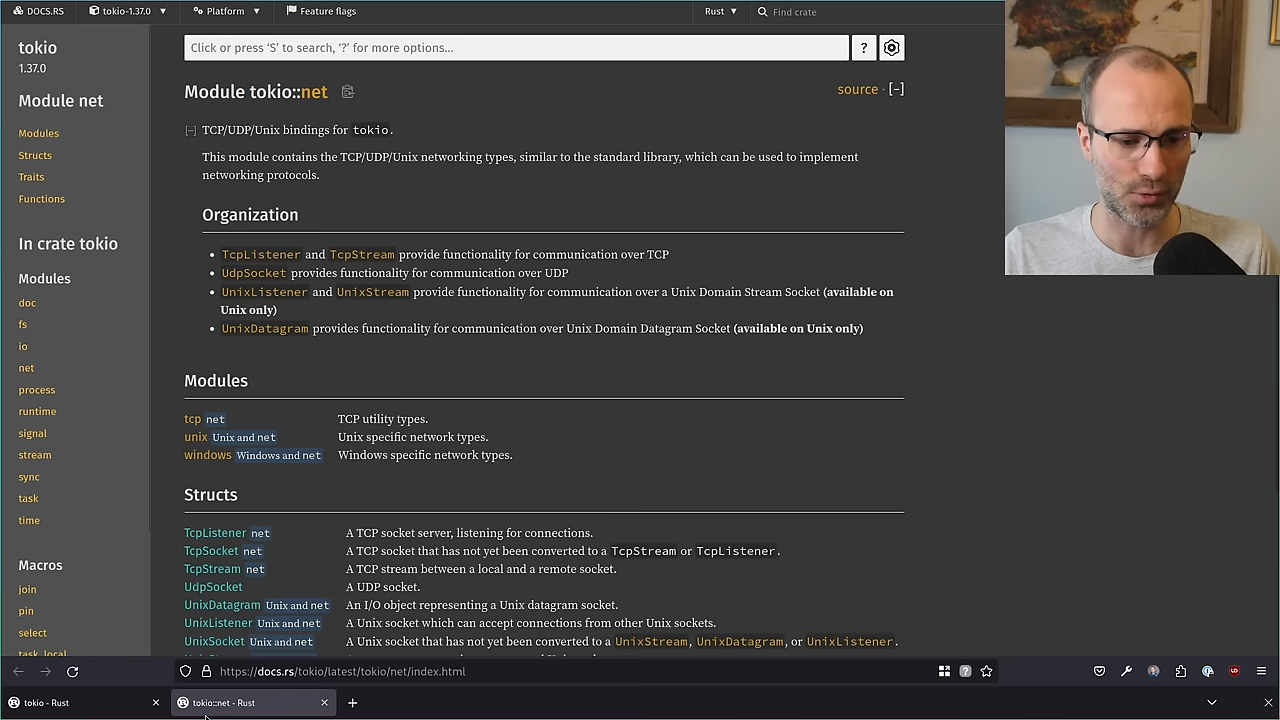 DOCS.RS
tokio-1.37.0
Platform
Feature flags
Rust
Find crate
tokio
1.37.0
Module net
Modules
Structs
Traits
Functions
In crate tokio
Modules
doc
fs
io
net
process
runtime
signal
stream
sync
task
time
Macros
join
pin
select
task_local
Click or press ‘S’ to search, ‘?’ for more options…
?
Module tokio::net
source · [−]
[−] TCP/UDP/Unix bindings for tokio.
This module contains the TCP/UDP/Unix networking types, similar to the standard library, which can be used to implement
networking protocols.
Organization
• TcpListener and TcpStream provide functionality for communication over TCP
• UdpSocket provides functionality for communication over UDP
• UnixListener and UnixStream provide functionality for communication over a Unix Domain Stream Socket (available on
Unix only)
• UnixDatagram provides functionality for communication over Unix Domain Datagram Socket (available on Unix only)
Modules
tcp net TCP utility types.
unix Unix and net Unix specific network types.
windows Windows and net Windows specific network types.
Structs
TcpListener net A TCP socket server, listening for connections.
TcpSocket net A TCP socket that has not yet been converted to a TcpStream or TcpListener.
TcpStream net A TCP stream between a local and a remote socket.
UdpSocket A UDP socket.
UnixDatagram Unix and net An I/O object representing a Unix datagram socket.
UnixListener Unix and net A Unix socket which can accept connections from other Unix sockets.
UnixSocket Unix and net A Unix socket that has not yet been converted to a UnixStream, UnixDatagram, or UnixListener.
https://docs.rs/tokio/latest/tokio/net/index.html
tokio - Rust
tokio::net - Rust